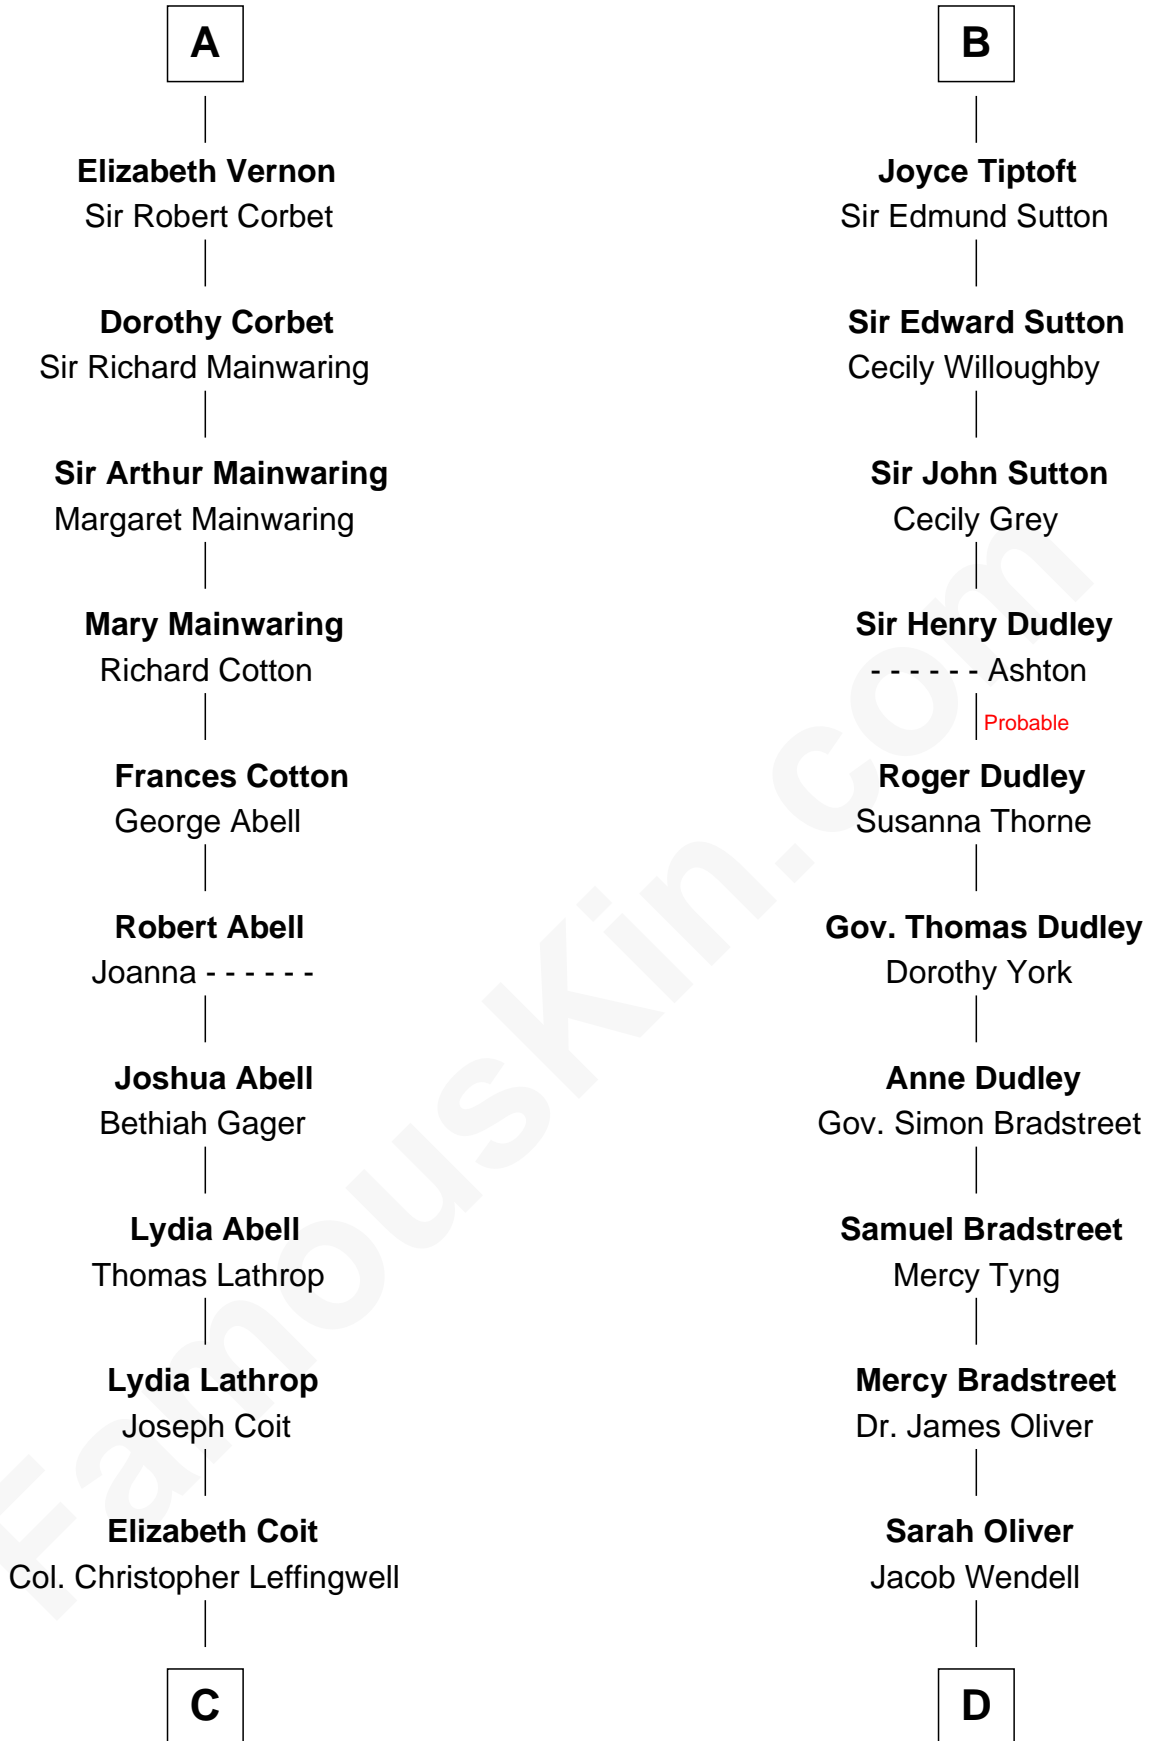 A
Elizabeth Vernon
Sir Robert Corbet
Dorothy Corbet
Sir Richard Mainwaring
Sir Arthur Mainwaring
Margaret Mainwaring
Mary Mainwaring
Richard Cotton
Frances Cotton
George Abell
Robert Abell
Joanna - - - - - -
Joshua Abell
Bethiah Gager
Lydia Abell
Thomas Lathrop
Lydia Lathrop
Joseph Coit
Elizabeth Coit
Col. Christopher Leffingwell
C
B
Joyce Tiptoft
Sir Edmund Sutton
Sir Edward Sutton
Cecily Willoughby
Sir John Sutton
Cecily Grey
Sir Henry Dudley
- - - - - - Ashton
Probable
Roger Dudley
Susanna Thorne
Gov. Thomas Dudley
Dorothy York
Anne Dudley
Gov. Simon Bradstreet
Samuel Bradstreet
Mercy Tyng
Mercy Bradstreet
Dr. James Oliver
Sarah Oliver
Jacob Wendell
D
FamousKin.com